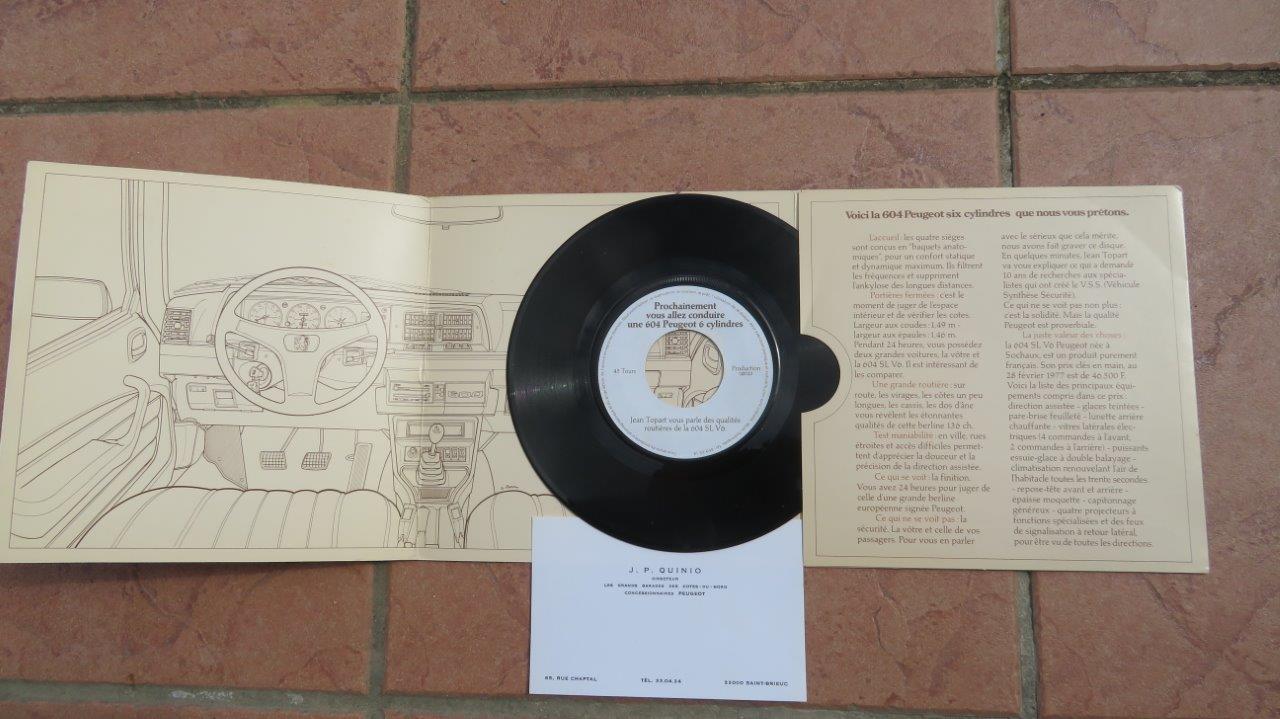 604
Prochainement
vous allez conduire
une 604 Peugeot 6 cylindres
45 Tours
Production
Jean Topart vous parle des qualités
routières de la 604 SL V6.
J. P. QUINIO
DIRECTEUR
LES GRANDS GARAGES DES COTES-DU-NORD
CONCESSIONNAIRES PEUGEOT
65, RUE CHAPTAL
TÉL. 33.04.24
22000 SAINT-BRIEUC
Voici la 604 Peugeot six cylindres que nous vous prêtons.
L'accueil : les quatre sièges
sont conçus en "baquets anato-
miques", pour un confort statique
et dynamique maximum. Ils filtrent
les fréquences et suppriment
l'ankylose des longues distances.
Portières fermées : c'est le
moment de juger de l'espace
intérieur et de vérifier les cotes.
Largeur aux coudes : 1,49 m -
largeur aux épaules : 1,46 m.
Pendant 24 heures, vous possédez
deux grandes voitures, la vôtre et
la 604 SL V6. Il est intéressant de
les comparer.
Une grande routière : sur
route, les virages, les côtes un peu
longues, les cassis, les dos d'âne
vous révèlent les étonnantes
qualités de cette berline 136 ch.
Test maniabilité : en ville, rues
étroites et accès difficiles permet-
tent d'apprécier la douceur et la
précision de la direction assistée.
Ce qui se voit : la finition.
Vous avez 24 heures pour juger de
celle d'une grande berline
européenne signée Peugeot.
Ce qui ne se voit pas : la
sécurité. La vôtre et celle de vos
passagers. Pour vous en parler
avec le sérieux que cela mérite,
nous avons fait graver ce disque.
En quelques minutes, Jean Topart
va vous expliquer ce qui a demandé
10 ans de recherches aux spécia-
listes qui ont créé le V.S.S. (Véhicule
Synthèse Sécurité).
Ce qui ne se voit pas non plus :
c'est la solidité. Mais la qualité
Peugeot est proverbiale.
La juste valeur des choses :
la 604 SL V6 Peugeot née à
Sochaux, est un produit purement
français. Son prix clés en main, au
28 février 1977 est de 46.500 F.
Voici la liste des principaux équi-
pements compris dans ce prix :
direction assistée - glaces teintées -
pare-brise feuilleté - lunette arrière
chauffante - vitres latérales élec-
triques (4 commandes à l'avant,
2 commandes à l'arrière) - puissants
essuie-glace à double balayage -
climatisation renouvelant l'air de
l'habitacle toutes les trente secondes
- repose-tête avant et arrière -
épaisse moquette - capitonnage
généreux - quatre projecteurs à
fonctions spécialisées et des feux
de signalisation à retour latéral,
pour être vu de toutes les directions.